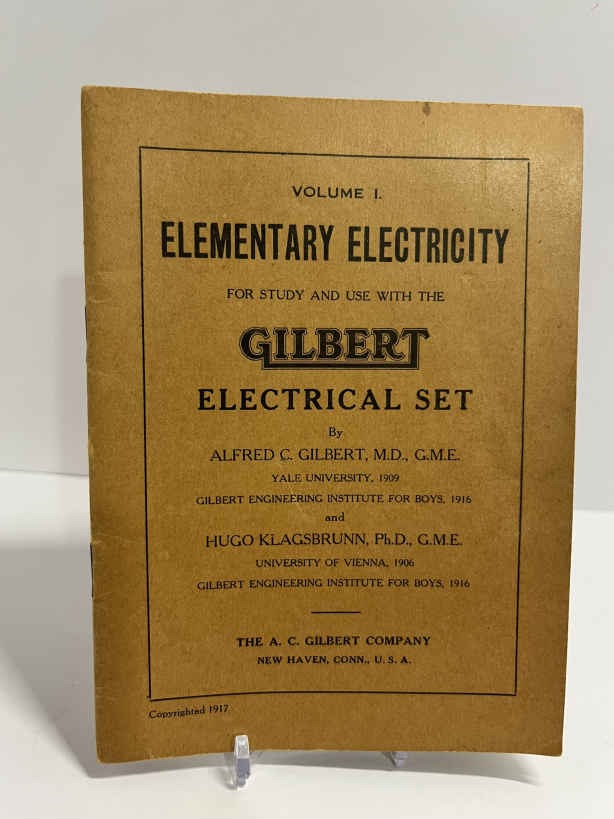 VOLUME I.
ELEMENTARY ELECTRICITY
FOR STUDY AND USE WITH THE
GILBERT
ELECTRICAL SET
By
ALFRED C. GILBERT, M.D., G.M.E.
YALE UNIVERSITY, 1909
GILBERT ENGINEERING INSTITUTE FOR BOYS, 1916
and
HUGO KLAGSBRUNN, Ph.D., G.M.E.
UNIVERSITY OF VIENNA, 1906
GILBERT ENGINEERING INSTITUTE FOR BOYS, 1916
THE A. C. GILBERT COMPANY
NEW HAVEN, CONN., U. S. A.
Copyrighted 1917